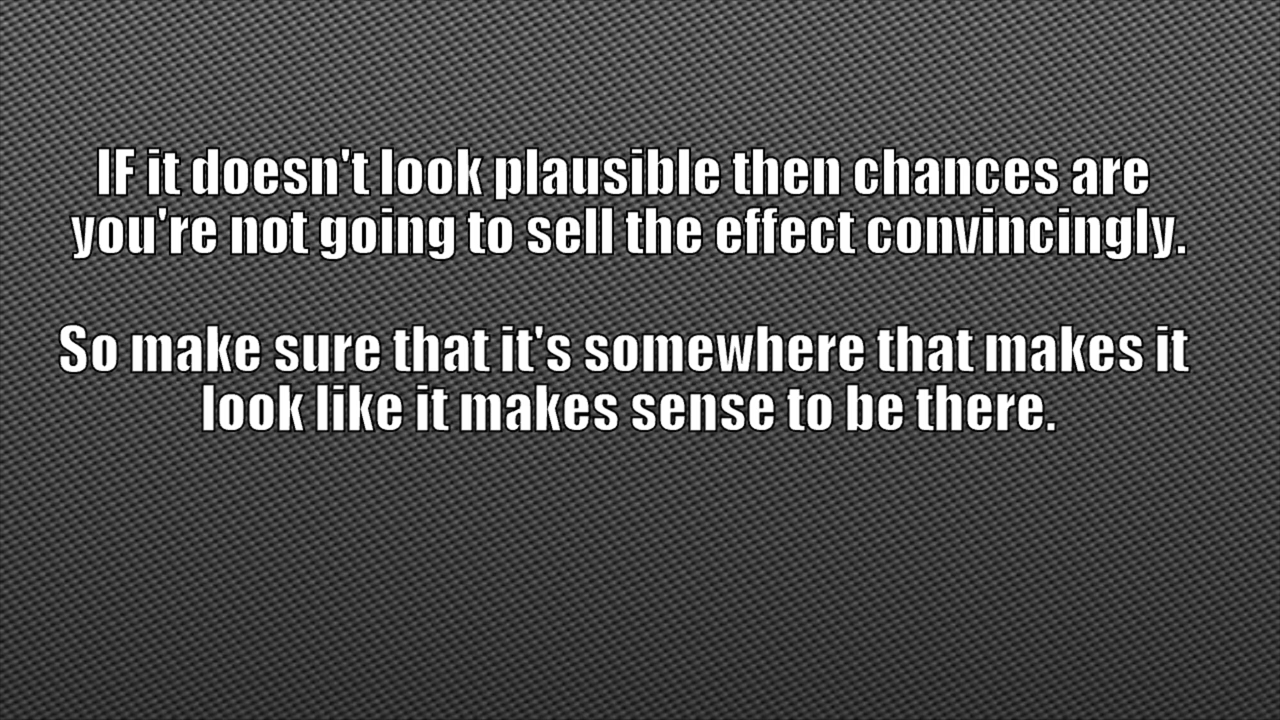 IF it doesn't look plausible then chances are
you're not going to sell the effect convincingly.
So make sure that it's somewhere that makes it
look like it makes sense to be there.